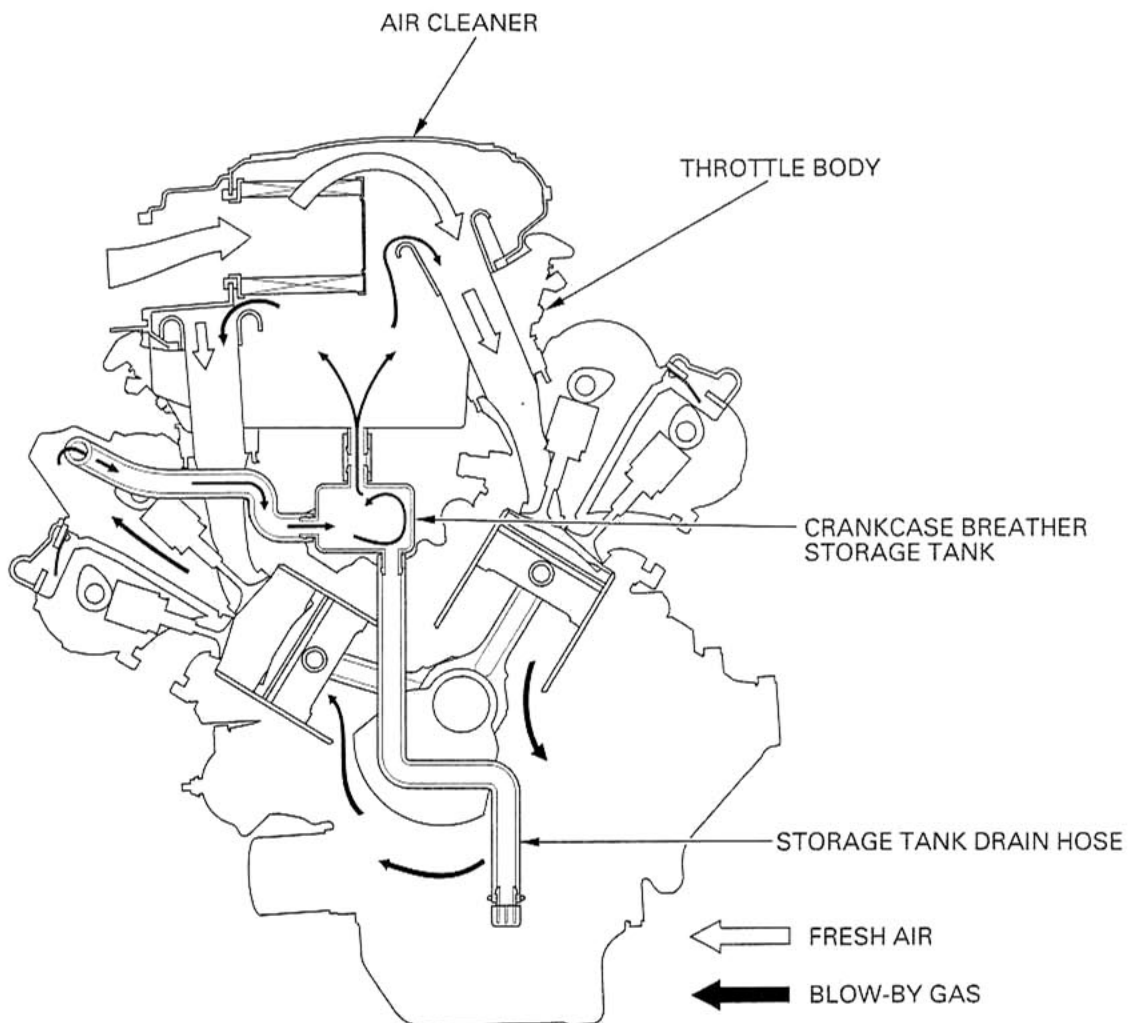 AIR CLEANER
THROTTLE BODY
CRANKCASE BREATHER
STORAGE TANK
STORAGE TANK DRAIN HOSE
FRESH AIR
BLOW-BY GAS